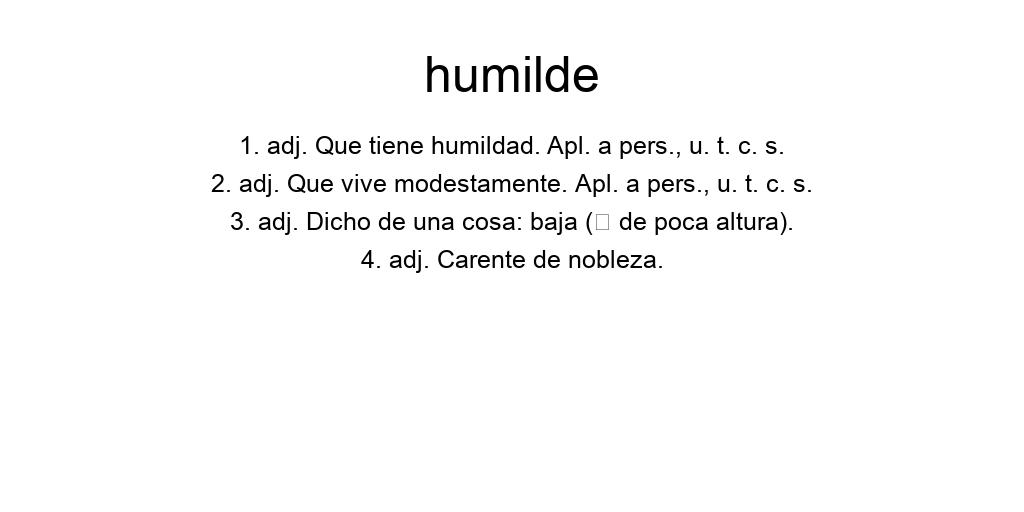 humilde
1. adj. Que tiene humildad. Apl. a pers., u. t. c. s.
2. adj. Que vive modestamente. Apl. a pers., u. t. c. s.
3. adj. Dicho de una cosa: baja (▯ de poca altura).
4. adj. Carente de nobleza.